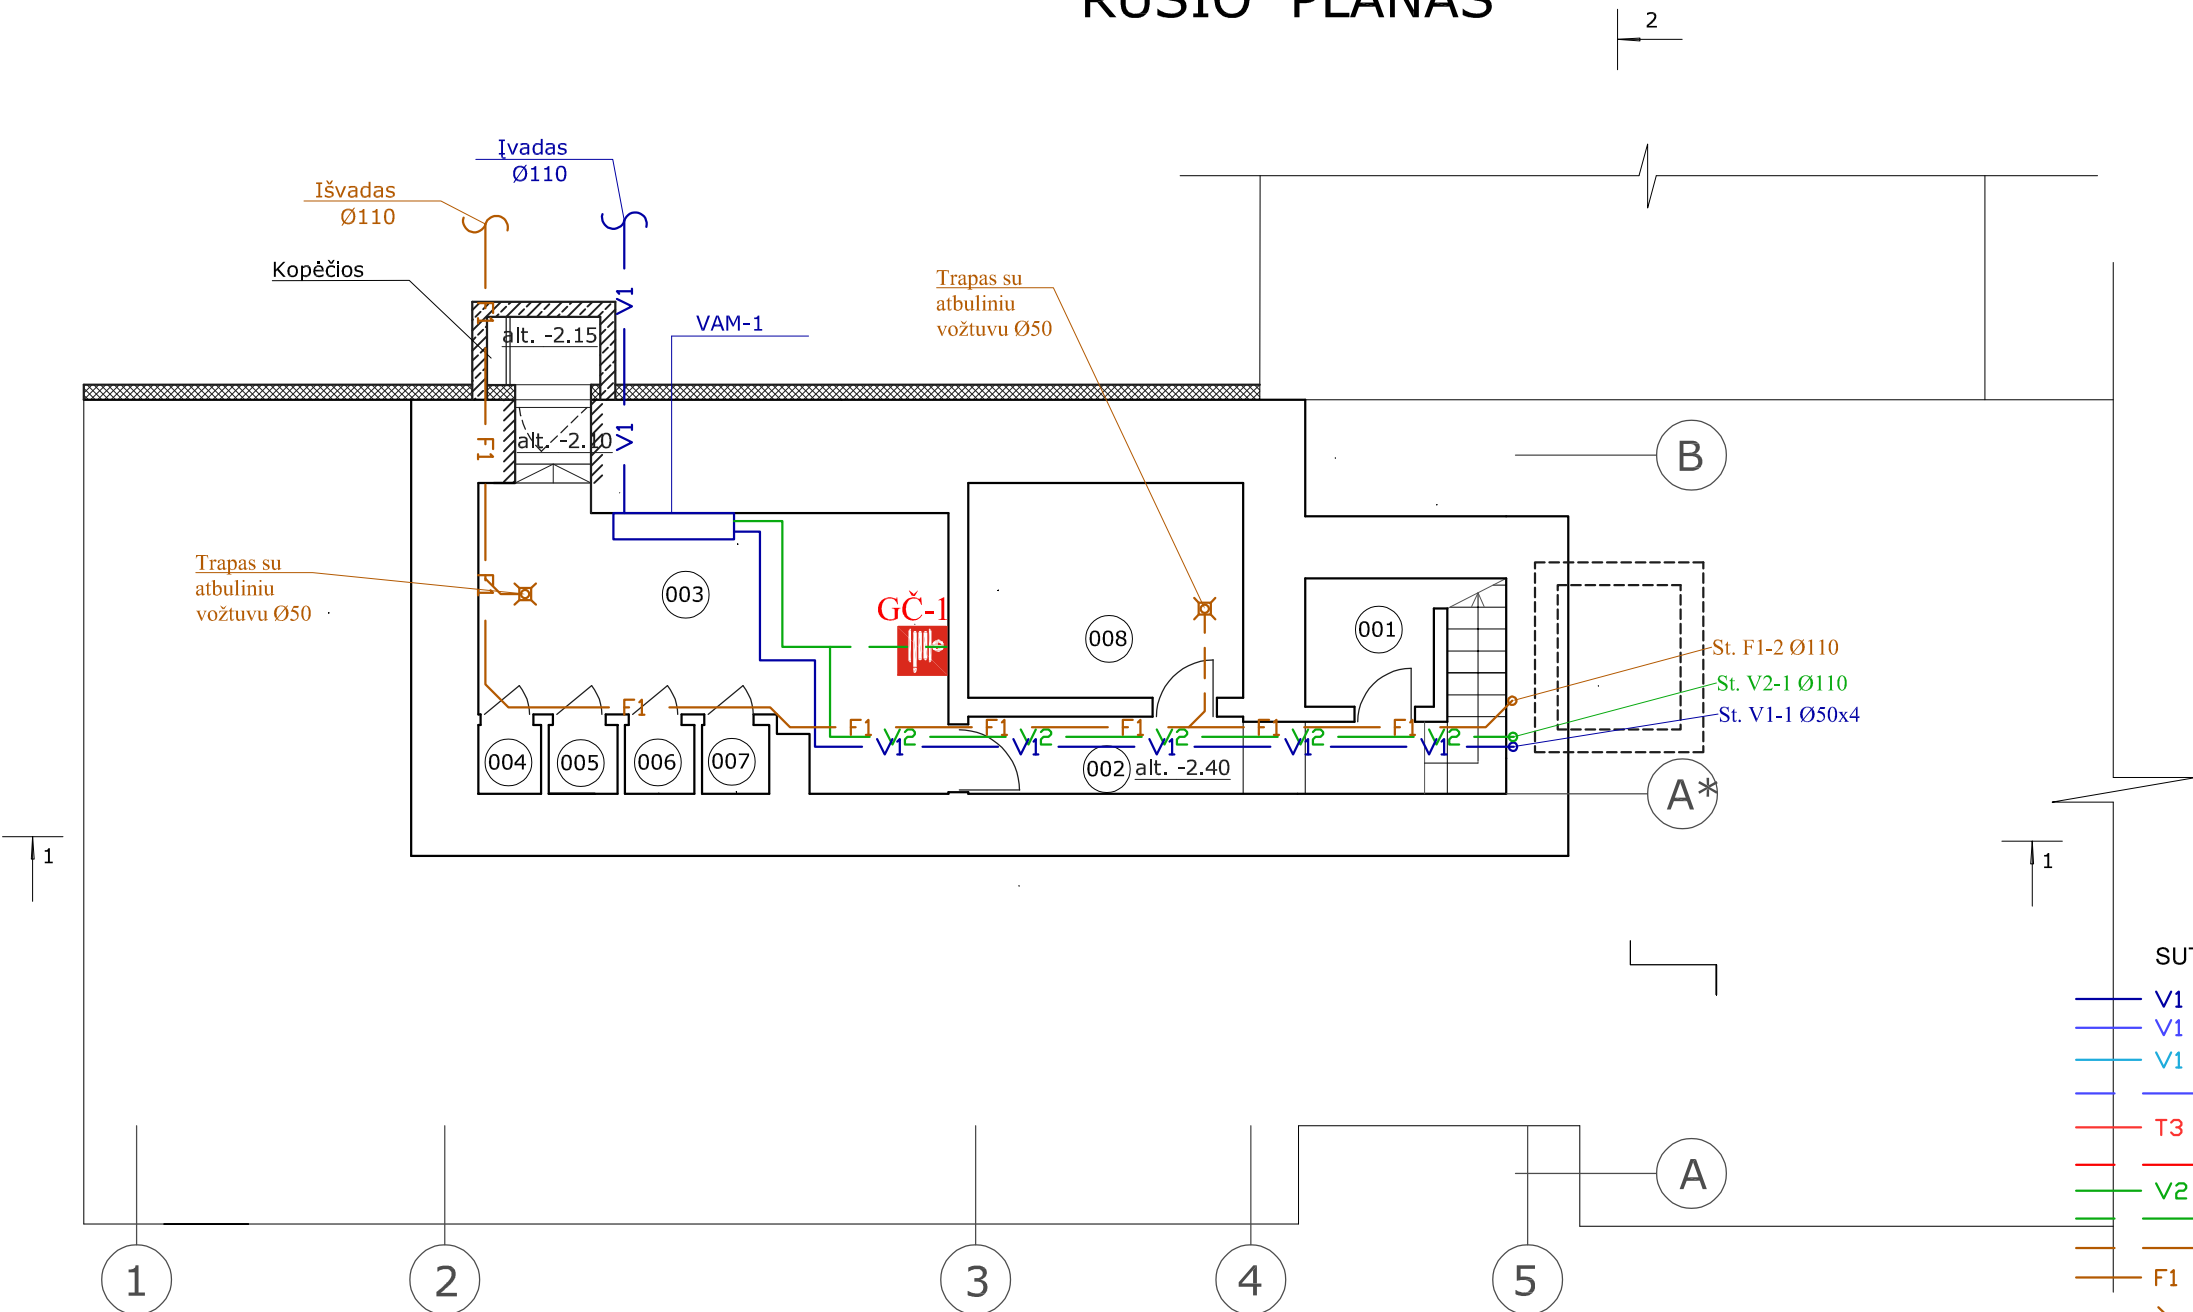 RŪSIO PLANAS
2
Įvadas
Ø110
Išvadas
Ø110
Kopėčios
F1
V1
alt. -2.15
VAM-1
Trapas su
atbuliniu
vožtuvu Ø50
alt. -2.10
F1
V1
B
Trapas su
atbuliniu
vožtuvu Ø50
F1
003
GČ-1
008
001
St. F1-2 Ø110
St. V2-1 Ø110
St. V1-1 Ø50x4
F1
F1
F1
F1
F1
F1
V2
V2
V2
V2
V2
V1
V1
V1
V1
V1
004
005
006
007
002
alt. -2.40
A*
1
1
V1
V1
V1
T3
V2
F1
A
1
2
3
4
5